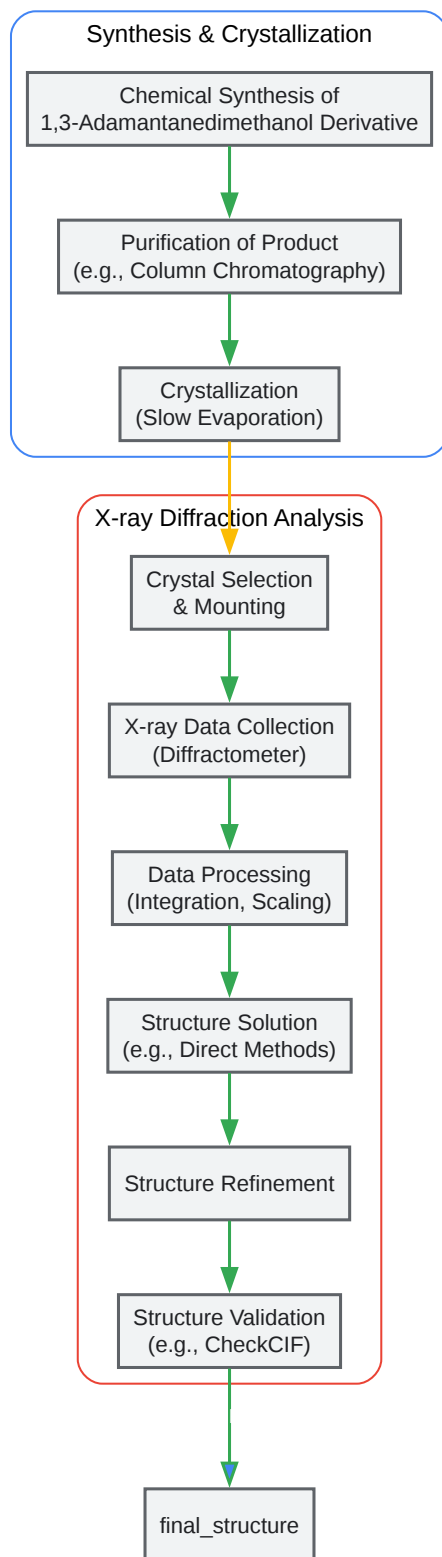 Synthesis & Crystallization
Chemical Synthesis of
1,3-Adamantanedimethanol Derivative
Purification of Product
(e.g., Column Chromatography)
Crystallization
(Slow Evaporation)
X-ray Diffraction Analysis
Crystal Selection
& Mounting
X-ray Data Collection
(Diffractometer)
Data Processing
(Integration, Scaling)
Structure Solution
(e.g., Direct Methods)
Structure Refinement
Structure Validation
(e.g., CheckCIF)
final_structure